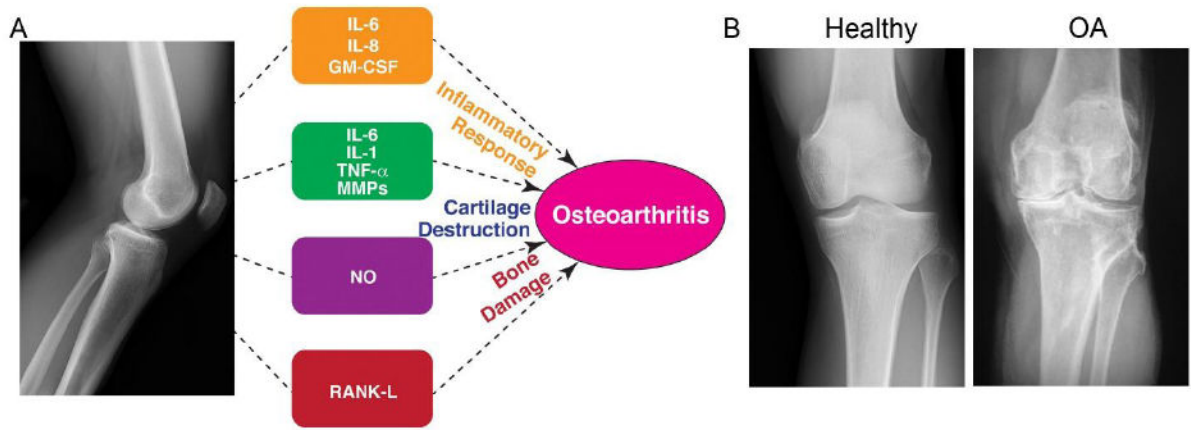 A
IL-6
IL-8
GM-CSF
Inflammatory
Response
IL-6
IL-1
TNF-α
MMPs
Cartilage
Destruction
Osteoarthritis
NO
Bone
Damage
RANK-L
B
Healthy
OA